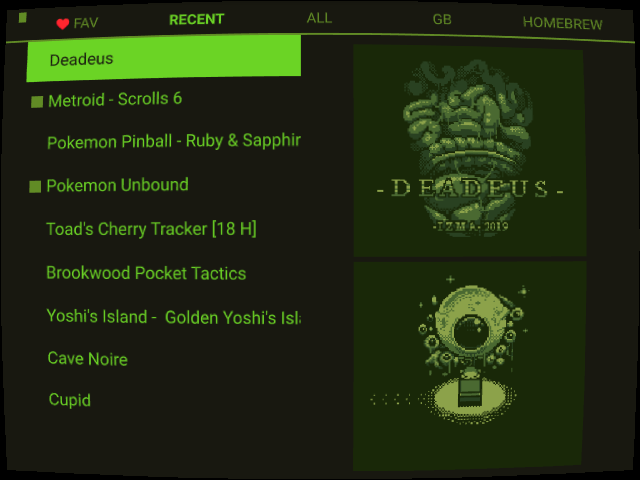 FAV RECENT ALL GB HOMEBREW
Deadeus
Metroid - Scrolls 6
Pokemon Pinball - Ruby & Sapphir
Pokemon Unbound
Toad's Cherry Tracker [18 H]
Brookwood Pocket Tactics
Yoshi's Island - Golden Yoshi's Isl
Cave Noire
Cupid
-DEADEUS-
-IZMA-2019